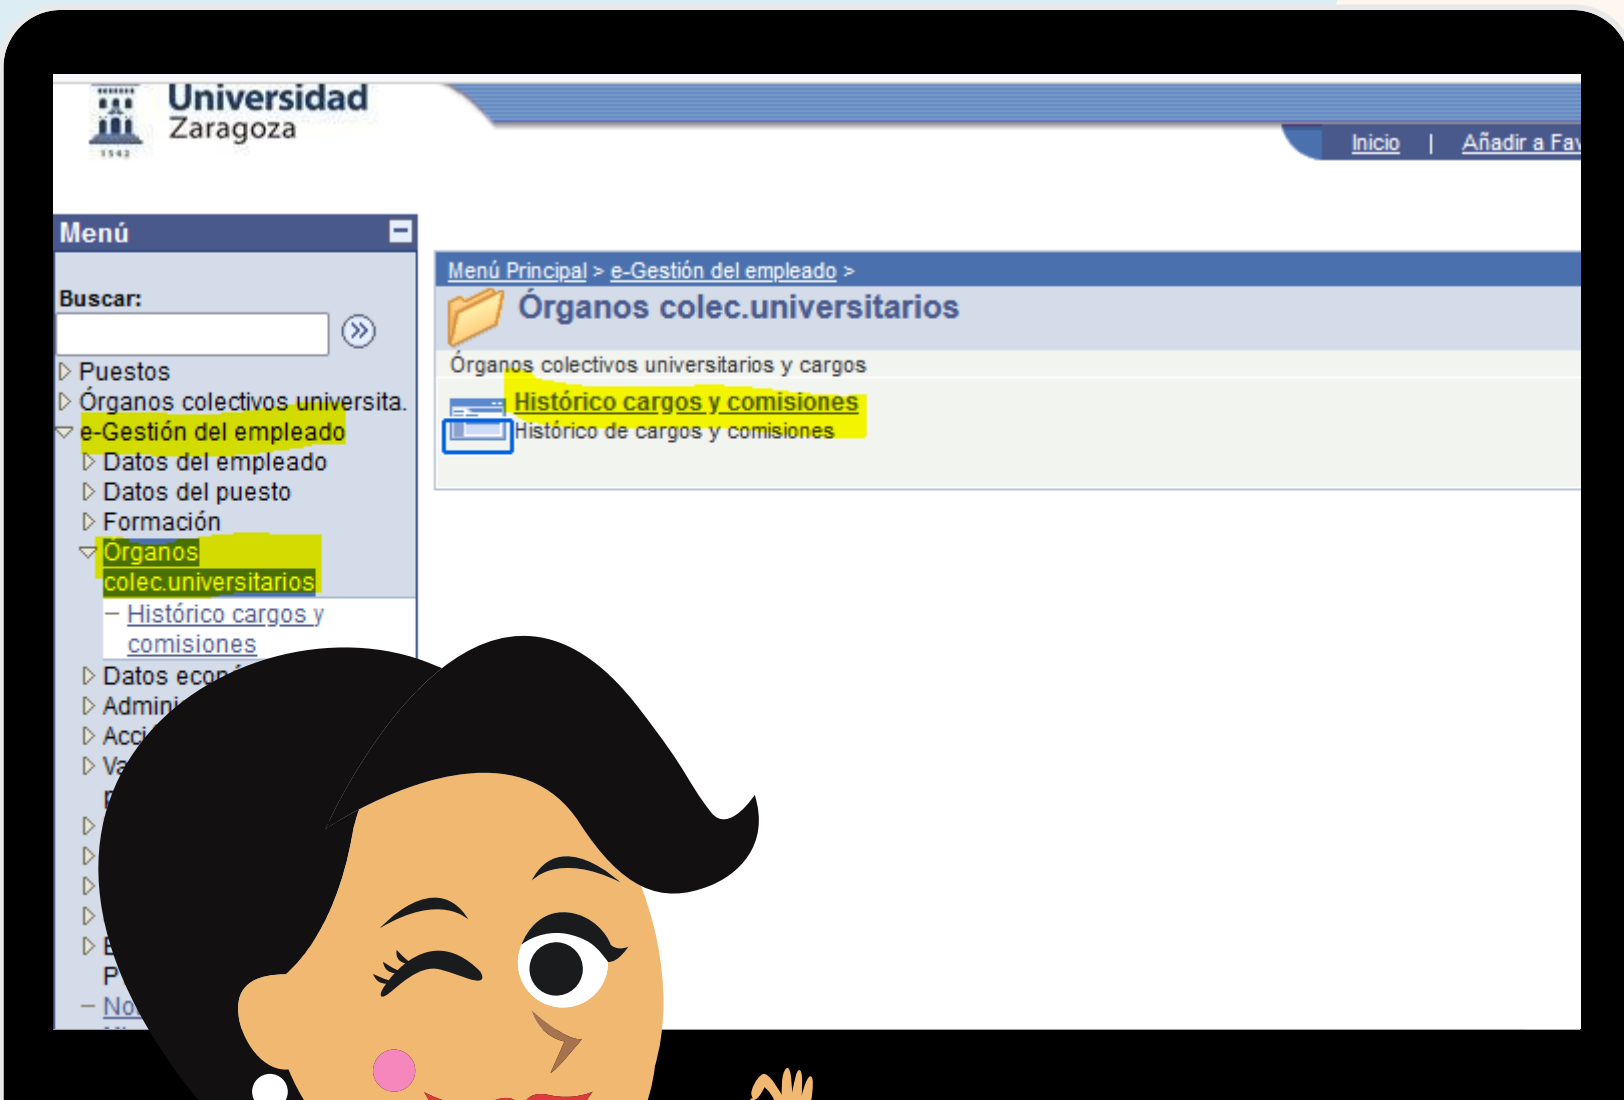 Universidad
Zaragoza
1542
Inicio | Añadir a
Menú
Buscar:
Puestos
Órganos colectivos universita.
e-Gestión del empleado
Datos del empleado
Datos del puesto
Formación
Órganos
colec.universitarios
Histórico cargos y
comisiones
Datos
Menú Principal > e-Gestión del empleado >
Órganos colec.universitarios
Órganos colectivos universitarios y cargos
Histórico cargos y comisiones
Histórico de cargos y comisiones